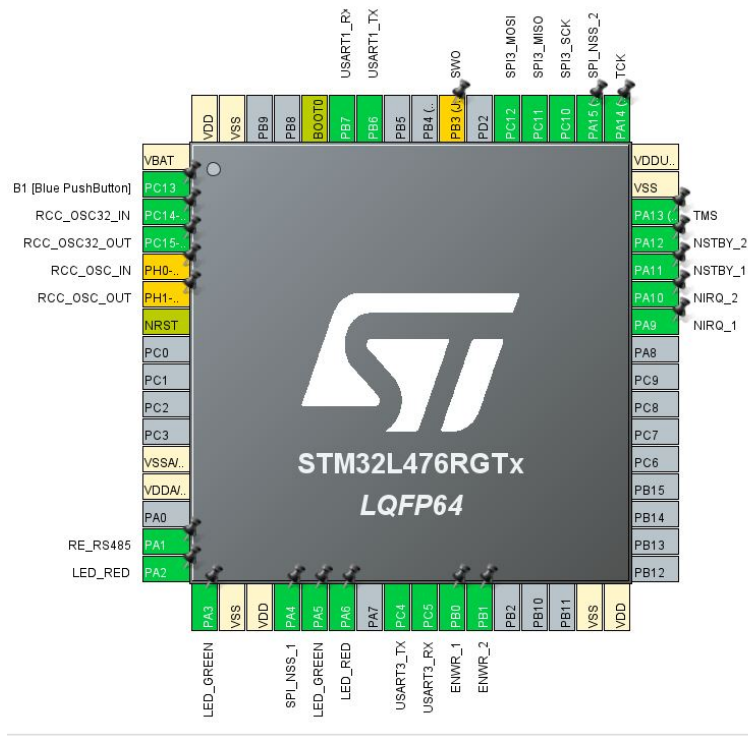 USART1_Rx
USART1_TX
SWO
SPI3_MOSI
SPI3_MISO
SPI3_SCK
SPI_NSS_2
TCK
VDD
VSS
PB9
PB8
BOOT0
PB7
PB6
PB5
PB4 (..
PB3 (J..
PD2
PC12
PC11
PC10
PA15 (..
PA14 (..
VBAT
B1 [Blue PushButton] PC13
RCC_OSC32_IN PC14-..
RCC_OSC32_OUT PC15-..
RCC_OSC_IN PH0-..
RCC_OSC_OUT PH1-..
NRST
PC0
PC1
PC2
PC3
VSSA/..
VDDA/..
PA0
RE_RS485 PA1
LED_RED PA2
ST
STM32L476RGTx
LQFP64
VDDU..
VSS
PA13 (.. TMS
PA12 NSTBY_2
PA11 NSTBY_1
PA10 NIRQ_2
PA9 NIRQ_1
PA8
PC9
PC8
PC7
PC6
PB15
PB14
PB13
PB12
PA3
VSS
VDD
PA4
PA5
PA6
PA7
PC4
PC5
PB0
PB1
PB2
PB10
PB11
VSS
VDD
LED_GREEN
SPI_NSS_1
LED_GREEN
LED_RED
USART3_TX
USART3_RX
ENWR_1
ENWR_2